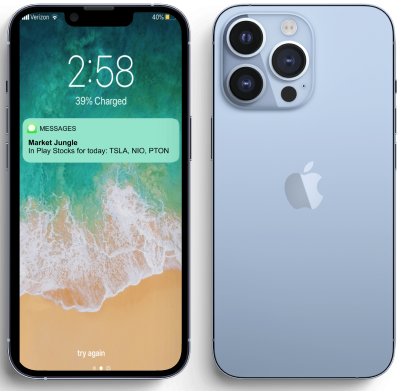 Verizon 40%
2:58
39% Charged
MESSAGES
Market Jungle
In Play Stocks for today: TSLA, NIO, PTON
try again